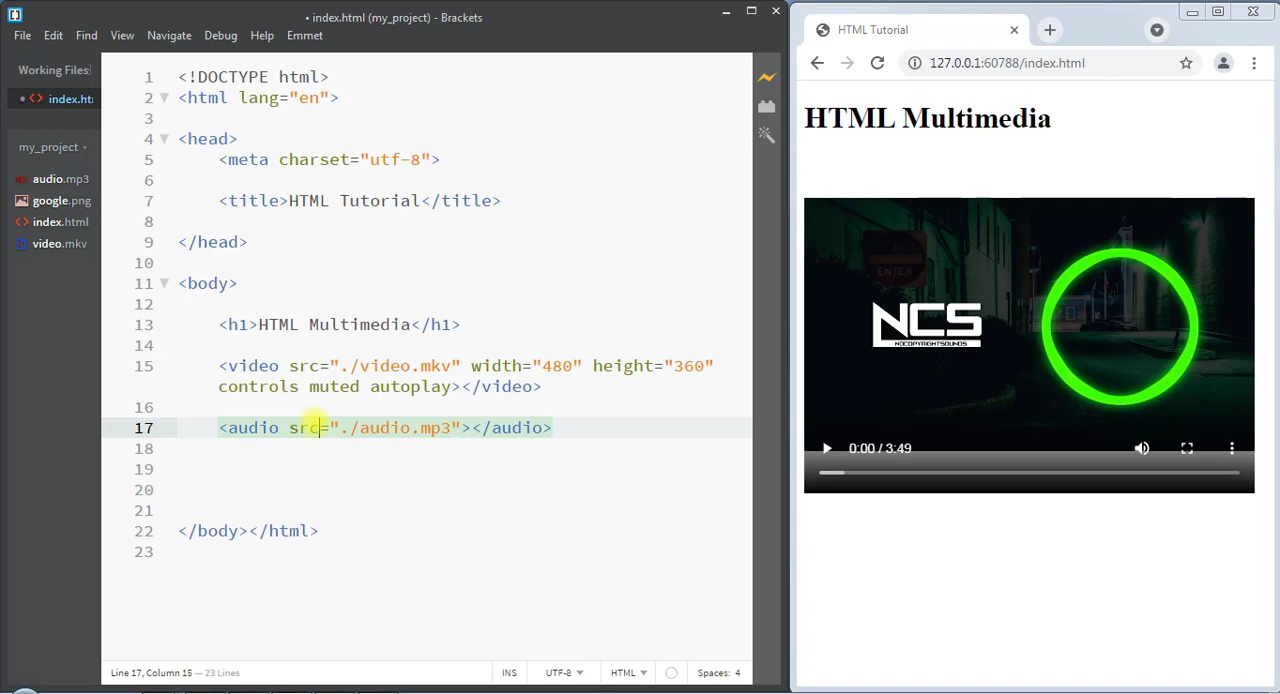 • index.html (my_project) - Brackets
File Edit Find View Navigate Debug Help Emmet
Working Files
• <> index.ht
my_project
audio.mp3
google.png
<> index.html
video.mkv
1 <!DOCTYPE html>
2 <html lang="en">
3
4 <head>
5 <meta charset="utf-8">
6
7 <title>HTML Tutorial</title>
8
9 </head>
10
11 <body>
12
13 <h1>HTML Multimedia</h1>
14
15 <video src="./video.mkv" width="480" height="360"
controls muted autoplay></video>
16
17 <audio src="./audio.mp3"></audio>
18
19
20
21
22 </body></html>
23
Line 17, Column 15 — 23 Lines
INS UTF-8 HTML Spaces: 4
HTML Tutorial
127.0.0.1:60788/index.html
HTML Multimedia
ENTER
NCS
NOCOPYRIGHTSOUNDS
0:00 / 3:49